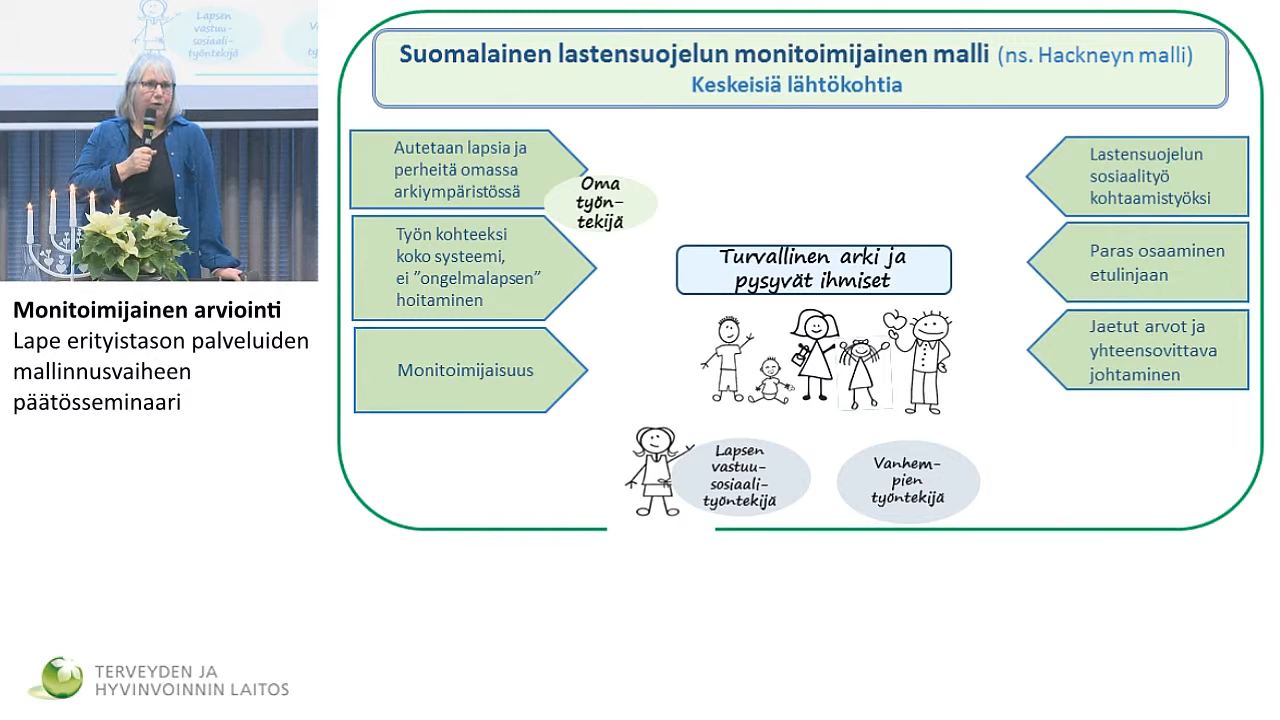 Lapsen
vastuu-
sosiaali-
työntekijä
Monitoimijainen arviointi
Lape erityistason palveluiden
mallinnusvaiheen
päätösseminaari
Suomalainen lastensuojelun monitoimijainen malli (ns. Hackneyn malli)
Keskeisiä lähtökohtia
Autetaan lapsia ja
perheitä omassa
arkiympäristössä
Oma
työn-
tekijä
Työn kohteeksi
koko systeemi,
ei ”ongelmalapsen”
hoitaminen
Monitoimijaisuus
Turvallinen arki ja
pysyvät ihmiset
Lastensuojelun
sosiaalityö
kohtaamistyöksi
Paras osaaminen
etulinjaan
Jaetut arvot ja
yhteensovittava
johtaminen
Lapsen
vastuu-
sosiaali-
työntekijä
Vanhem-
pien
työntekijä
TERVEYDEN JA
HYVINVOINNIN LAITOS